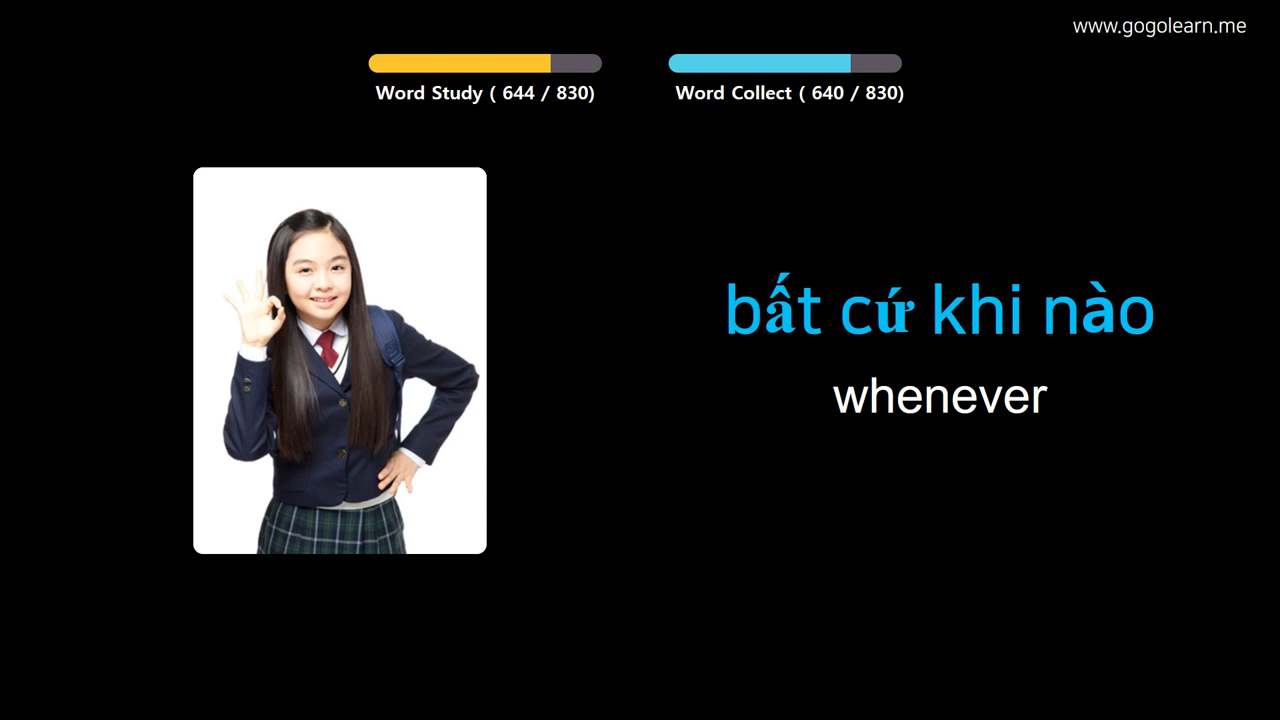 www.gogolearn.me
Word Study ( 644 / 830)
Word Collect ( 640 / 830)
bất cứ khi nào
whenever